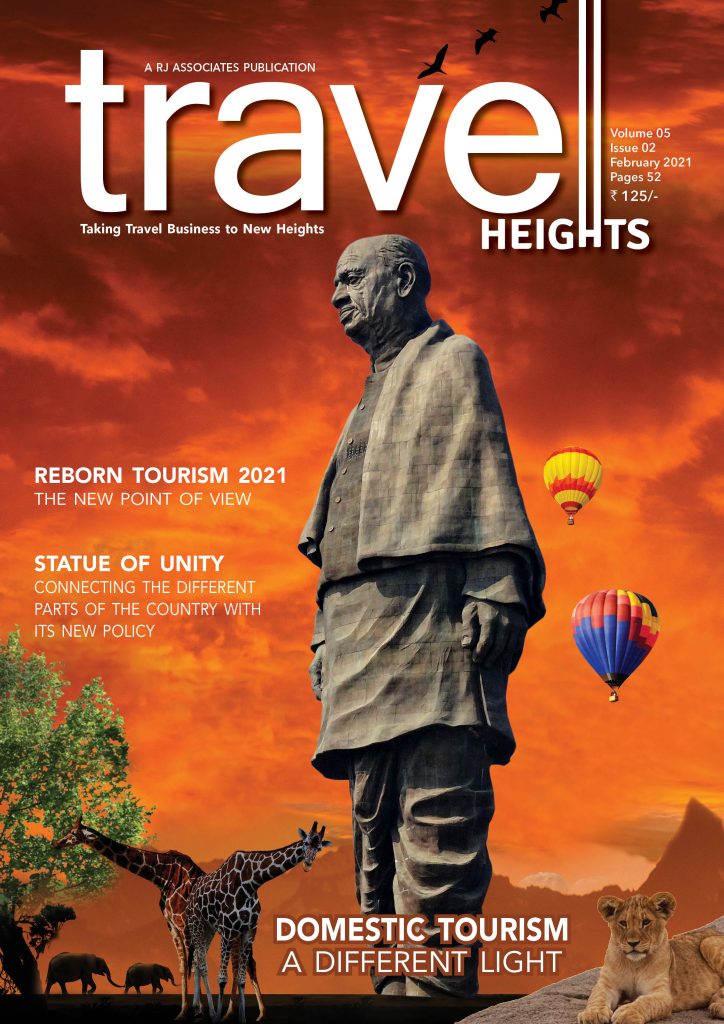 A RJ ASSOCIATES PUBLICATION
travel
HEIGHTS
Taking Travel Business to New Heights
Volume 05
Issue 02
February 2021
Pages 52
₹ 125/-
REBORN TOURISM 2021
THE NEW POINT OF VIEW
STATUE OF UNITY
CONNECTING THE DIFFERENT
PARTS OF THE COUNTRY WITH
ITS NEW POLICY
DOMESTIC TOURISM
A DIFFERENT LIGHT